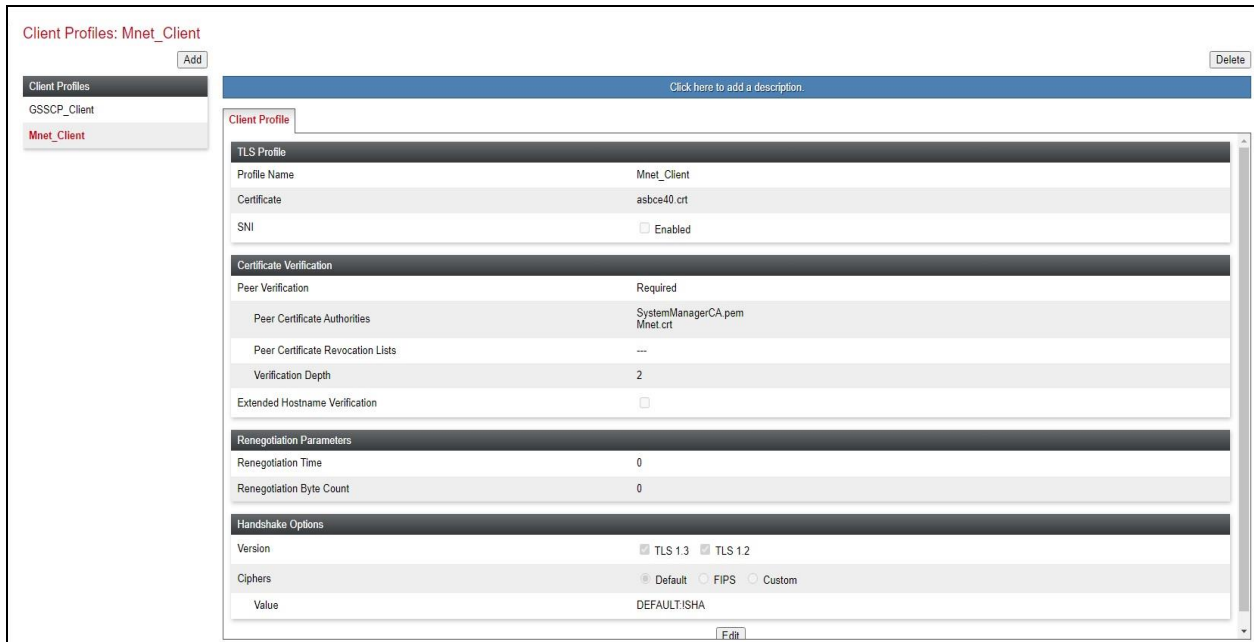 Client Profiles: Mnet_Client
Add
Delete
Client Profiles
GSSCP_Client
Mnet_Client
Click here to add a description.
Client Profile
TLS Profile
Profile Name Mnet_Client
Certificate asbce40.crt
SNI Enabled
Certificate Verification
Peer Verification Required
Peer Certificate Authorities SystemManagerCA.pem
Mnet.crt
Peer Certificate Revocation Lists ---
Verification Depth 2
Extended Hostname Verification
Renegotiation Parameters
Renegotiation Time 0
Renegotiation Byte Count 0
Handshake Options
Version TLS 1.3 TLS 1.2
Ciphers Default FIPS Custom
Value DEFAULT:!SHA
Edit